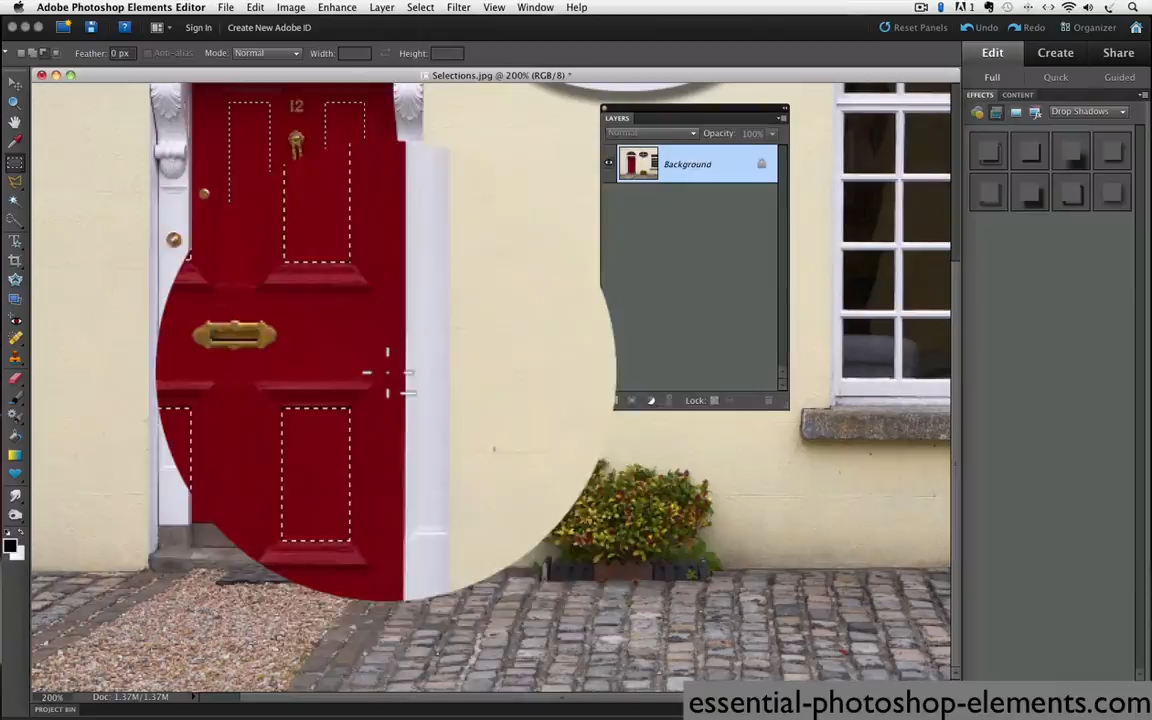 Adobe Photoshop Elements Editor File Edit Image Enhance Layer Select Filter View Window Help
Sign In Create New Adobe ID Reset Panels Undo Redo Organizer
Feather: 0 px Anti-alias Mode: Normal Width: Height: Edit Create Share
Selections.jpg @ 200% (RGB/8) * Full Quick Guided
EFFECTS CONTENT
12
Drop Shadows
LAYERS
Normal Opacity: 100%
Background
Lock:
200% Doc: 1.37M/1.37M
PROJECT BIN
essential-photoshop-elements.com